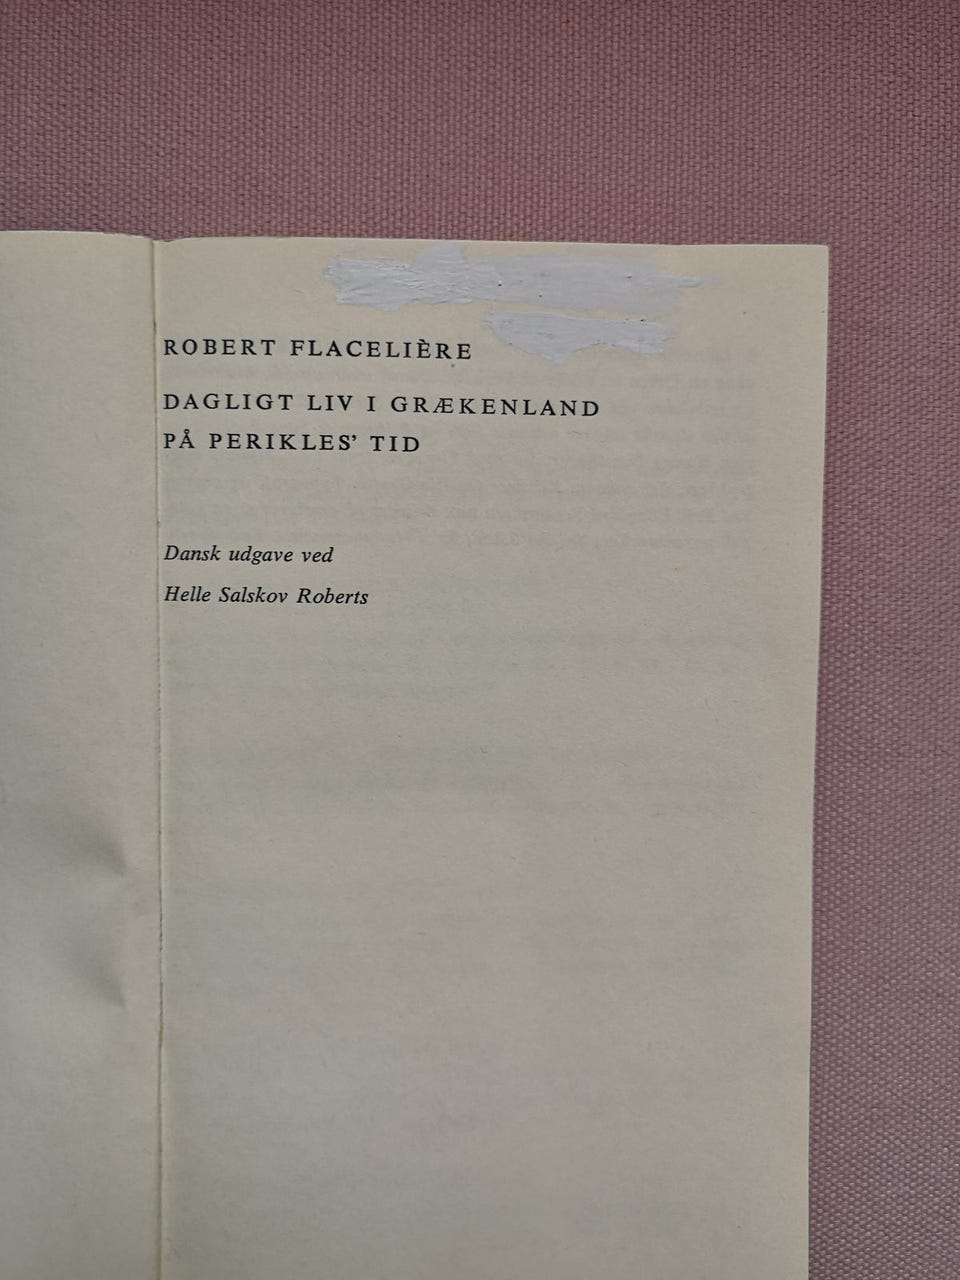 ROBERT FLACELIÈRE
DAGLIGT LIV I GRÆKENLAND
PÅ PERIKLES' TID
Dansk udgave ved
Helle Salskov Roberts